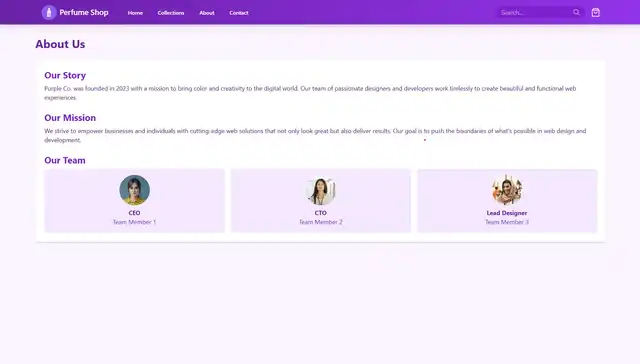 Perfume Shop
Home
Collections
About
Contact
Search...
About Us
Our Story
Purple Co. was founded in 2023 with a mission to bring color and creativity to the digital world. Our team of passionate designers and developers work tirelessly to create beautiful and functional web
experiences.
Our Mission
We strive to empower businesses and individuals with cutting-edge web solutions that not only look great but also deliver results. Our goal is to push the boundaries of what's possible in web design and
development.
Our Team
CEO
Team Member 1
CTO
Team Member 2
Lead Designer
Team Member 3